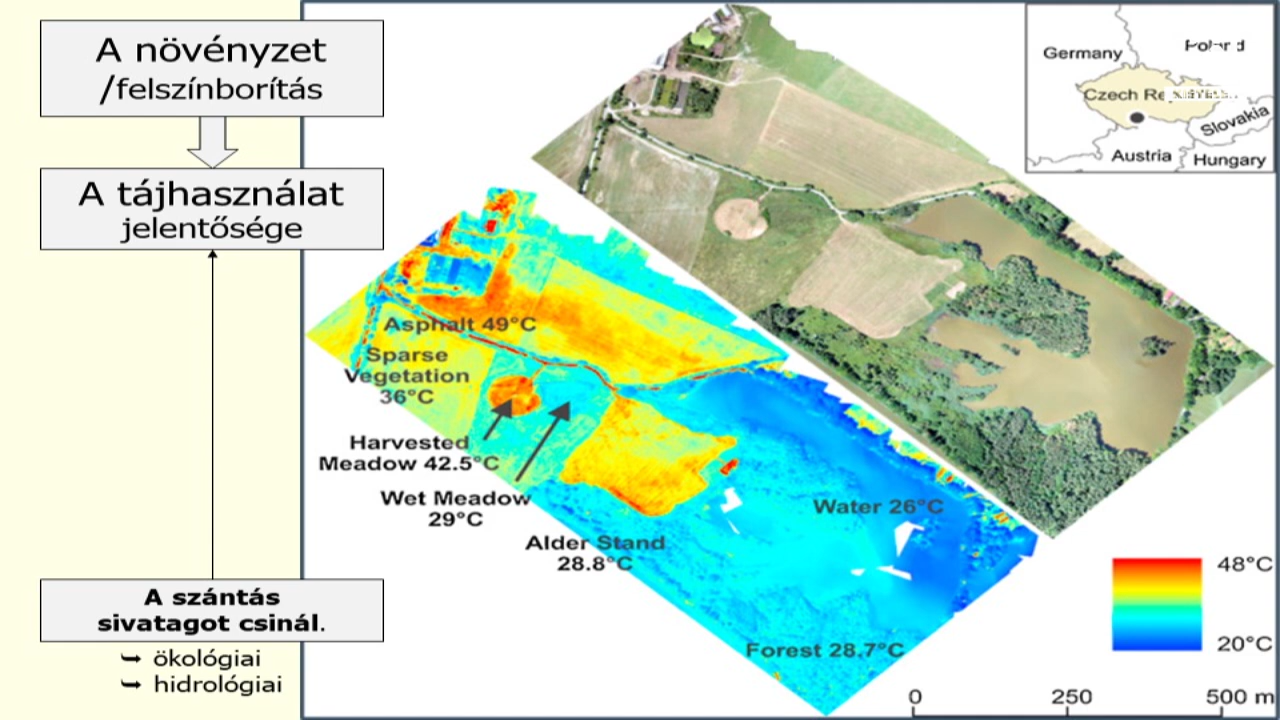 A növényzet
/felszínborítás
A tájhasználat
jelentősége
A szántás
sivatagot csinál.
ökológiai
hidrológiai
Germany
Czech
Slovakia
Austria
Hungary
Asphalt 49°C
Sparse
Vegetation
36°C
Harvested
Meadow 42.5°C
Wet Meadow
29°C
Alder Stand
28.8°C
Water 26°C
Forest 28.7°C
48°C
20°C
0 250 500 m